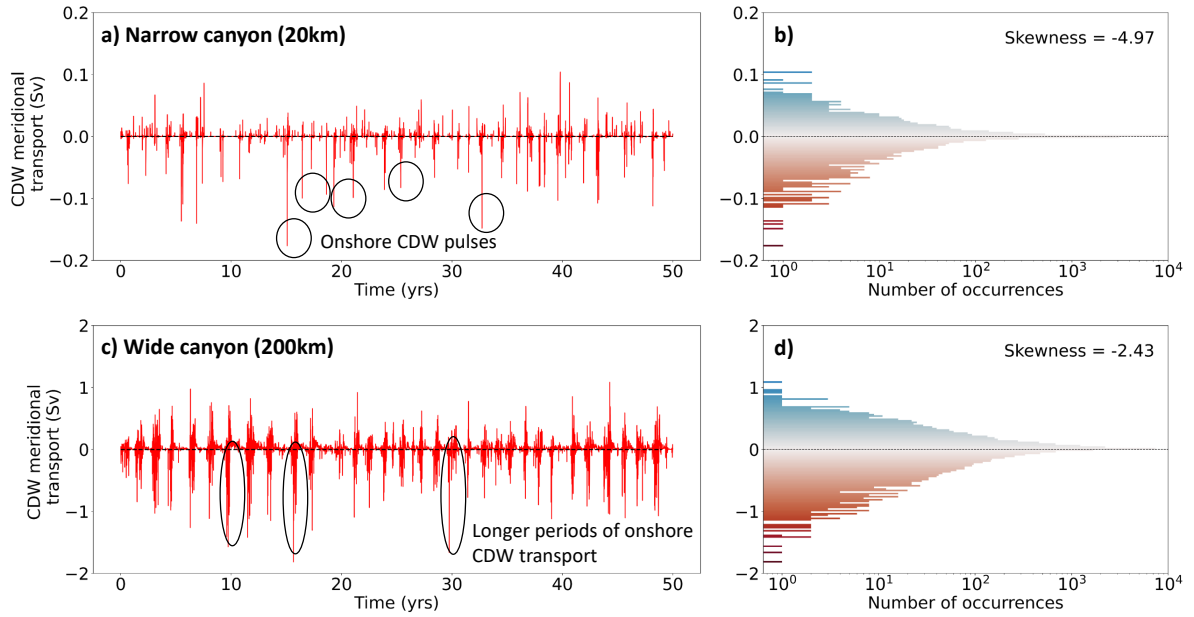 a) Narrow canyon (20km)
CDW meridional
transport (Sv)
0.2
0.1
0.0
−0.1
−0.2
Onshore CDW pulses
0 10 20 30 40 50
Time (yrs)
b)
Skewness = -4.97
0.2
0.1
0.0
−0.1
−0.2
10^0 10^1 10^2 10^3 10^4
Number of occurrences
c) Wide canyon (200km)
CDW meridional
transport (Sv)
2
1
0
−1
−2
Longer periods of onshore
CDW transport
0 10 20 30 40 50
Time (yrs)
d)
Skewness = -2.43
2
1
0
−1
−2
10^0 10^1 10^2 10^3 10^4
Number of occurrences